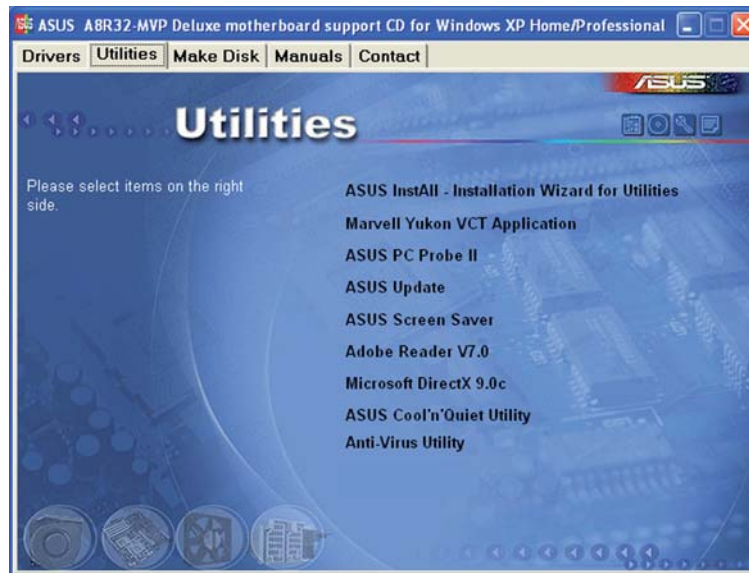 ASUS A8R32-MVP Deluxe motherboard support CD for Windows XP Home/Professional
Drivers Utilities Make Disk Manuals Contact
ASUS
Utilities
Please select items on the right
side.
ASUS InstAll - Installation Wizard for Utilities
Marvell Yukon VCT Application
ASUS PC Probe II
ASUS Update
ASUS Screen Saver
Adobe Reader V7.0
Microsoft DirectX 9.0c
ASUS Cool'n'Quiet Utility
Anti-Virus Utility